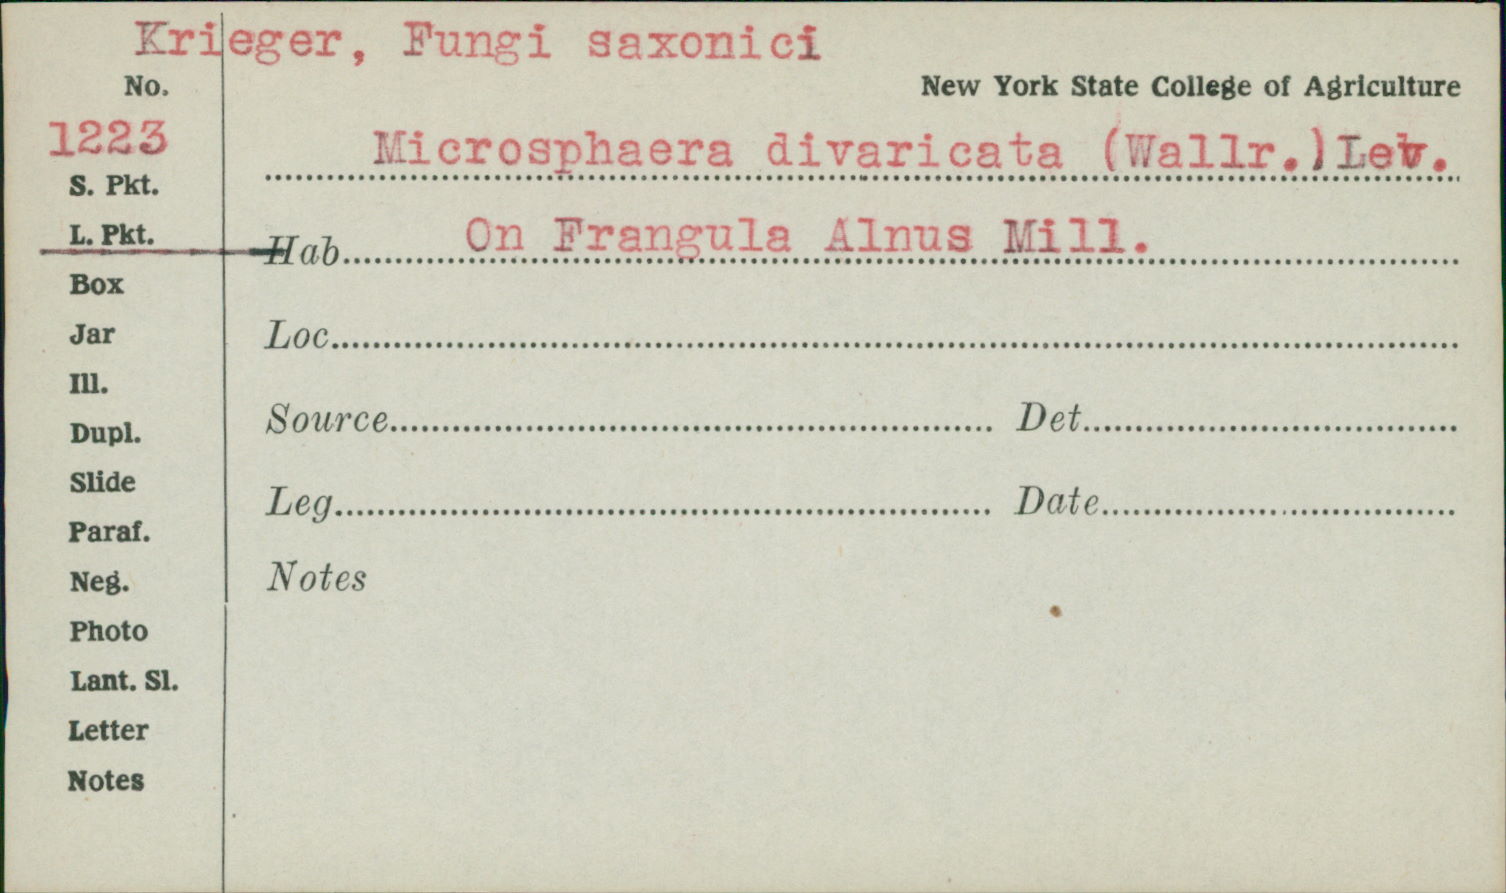 Krieger, Fungi saxonici
No.
New York State College of Agriculture
1223
Microsphaera divaricata (Wallr.)Lev.
S. Pkt.
L. Pkt.
Hab. On Frangula Alnus Mill.
Box
Jar
Loc.
Ill.
Dupl.
Source Det.
Slide
Leg. Date
Paraf.
Neg.
Notes
Photo
Lant. Sl.
Letter
Notes